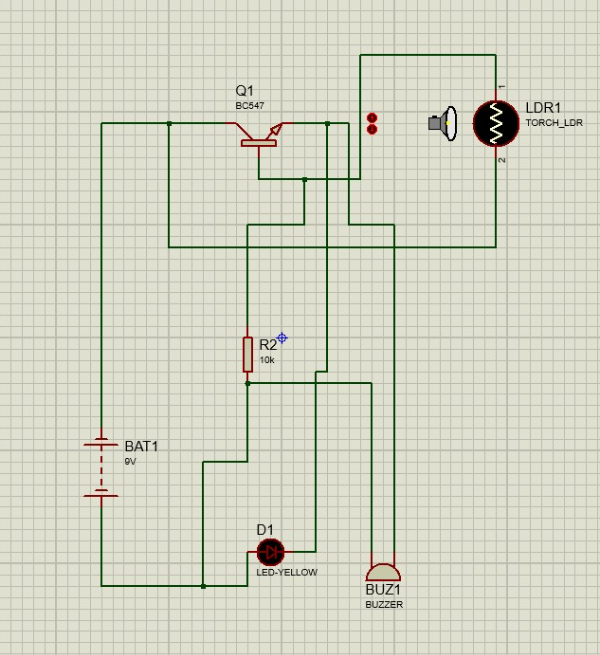 Q1
BC547
1
LDR1
TORCH_LDR
2
R2
10k
BAT1
9V
D1
LED-YELLOW
BUZ1
BUZZER